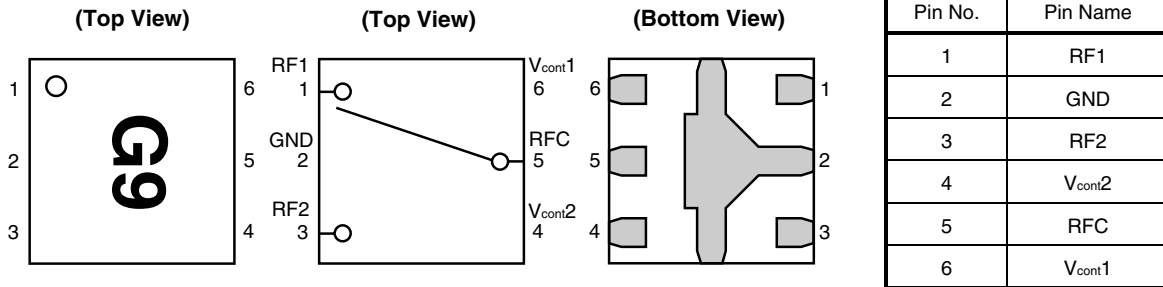 (Top View)
1
2
3
G9
6
5
4
(Top View)
RF1
1
GND
2
RF2
3
Vcont1
6
RFC
5
Vcont2
4
(Bottom View)
6
5
4
1
2
3
Pin No. Pin Name
1 RF1
2 GND
3 RF2
4 Vcont2
5 RFC
6 Vcont1